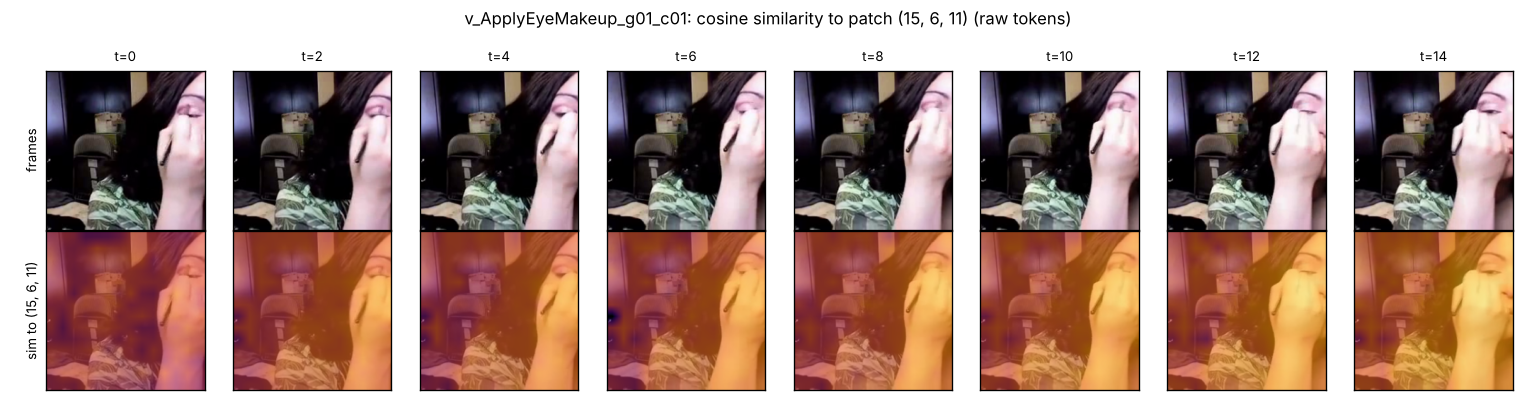 v_ApplyEyeMakeup_g01_c01: cosine similarity to patch (15, 6, 11) (raw tokens)
t=0 t=2 t=4 t=6 t=8 t=10 t=12 t=14
frames
sim to (15, 6, 11)